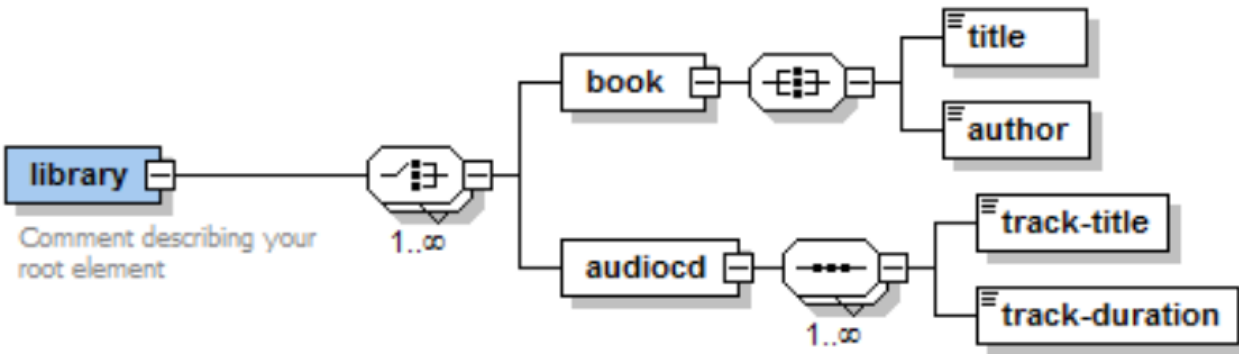 library
Comment describing your
root element
1..∞
book
title
author
audiocd
1..∞
track-title
track-duration